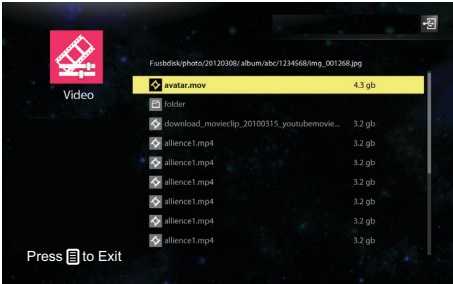 F:usbdisk/photo/20120308/ album/abc/1234568/img_001268.jpg
Video
avatar.mov 4.3 gb
folder
download_movieclip_20100315_youtubemovie... 3.2 gb
allience1.mp4 3.2 gb
allience1.mp4 3.2 gb
allience1.mp4 3.2 gb
allience1.mp4 3.2 gb
allience1.mp4 3.2 gb
allience1.mp4 3.2 gb
Press to Exit